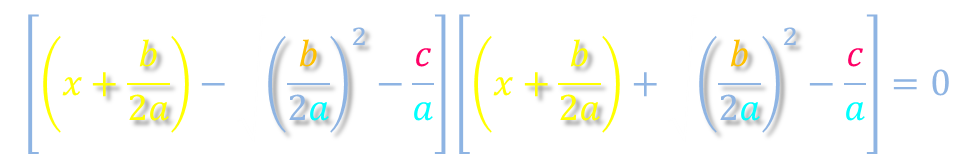 [(x + b/2a) − (b/2a)² − c/a] [(x + b/2a) + (b/2a)² − c/a] = 0